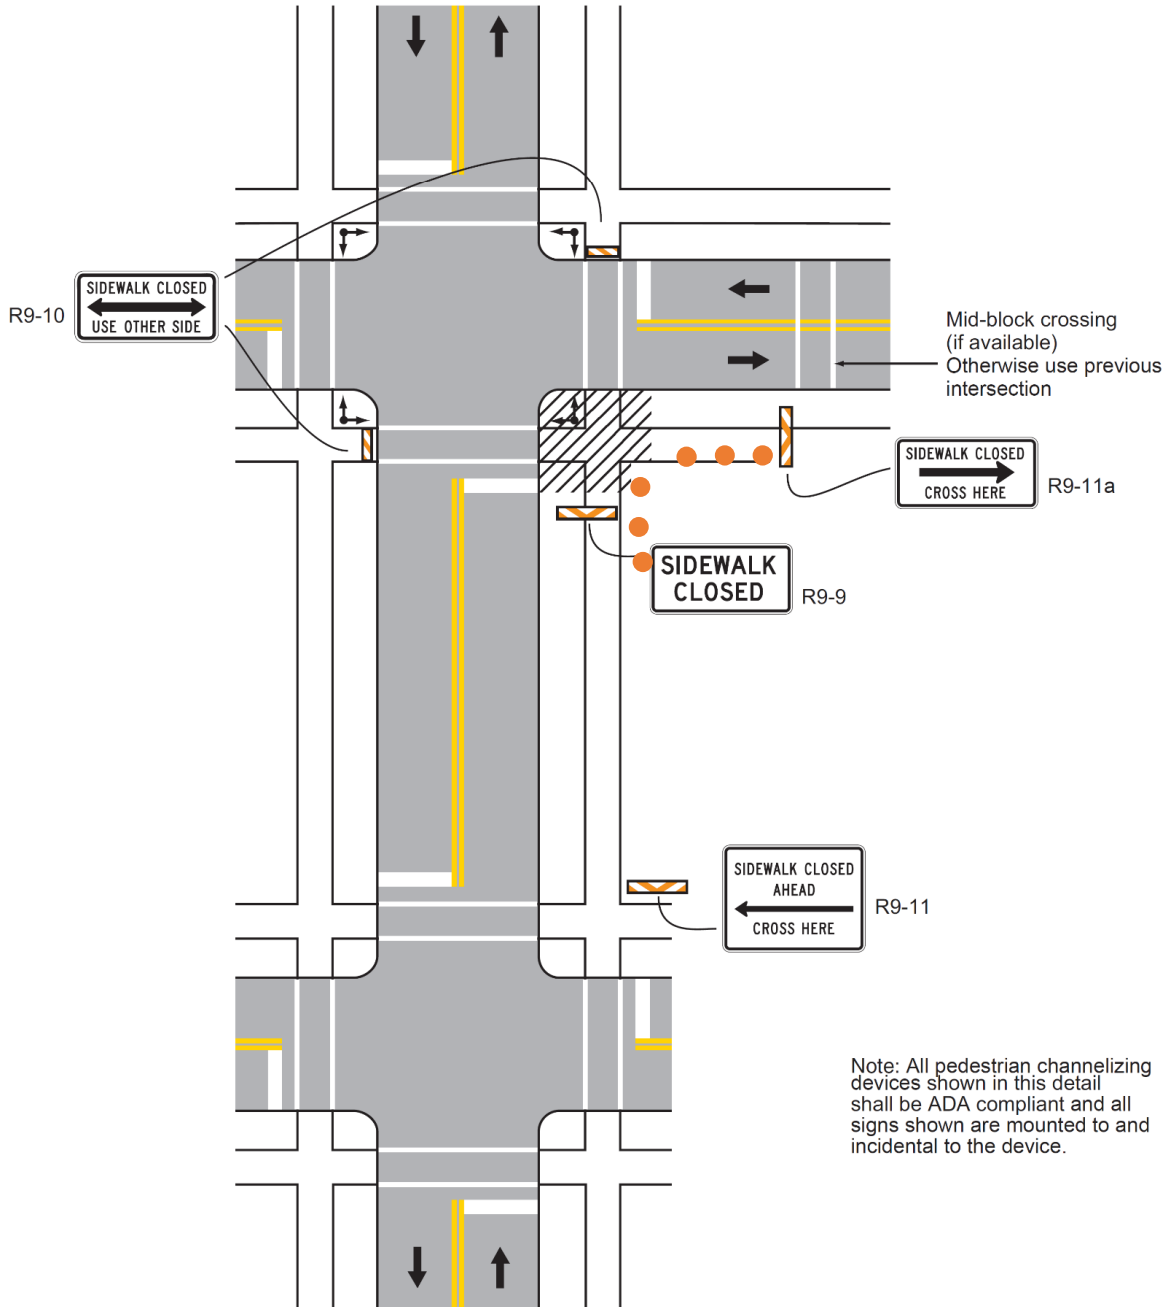 R9-10
SIDEWALK CLOSED
USE OTHER SIDE
Mid-block crossing
(if available)
Otherwise use previous
intersection
SIDEWALK CLOSED
CROSS HERE
R9-11a
SIDEWALK
CLOSED
R9-9
SIDEWALK CLOSED
AHEAD
CROSS HERE
R9-11
Note: All pedestrian channelizing
devices shown in this detail
shall be ADA compliant and all
signs shown are mounted to and
incidental to the device.